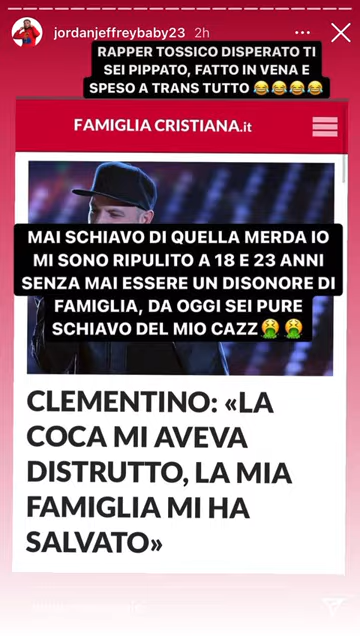 jordanjeffreybaby23 2h
RAPPER TOSSICO DISPERATO TI
SEI PIPPATO, FATTO IN VENA E
SPESO A TRANS TUTTO 😂😂😂😂
FAMIGLIA CRISTIANA.it
MAI SCHIAVO DI QUELLA MERDA IO
MI SONO RIPULITO A 18 E 23 ANNI
SENZA MAI ESSERE UN DISONORE DI
FAMIGLIA, DA OGGI SEI PURE
SCHIAVO DEL MIO CAZZ🤮🤮
CLEMENTINO: «LA
COCA MI AVEVA
DISTRUTTO, LA MIA
FAMIGLIA MI HA
SALVATO»